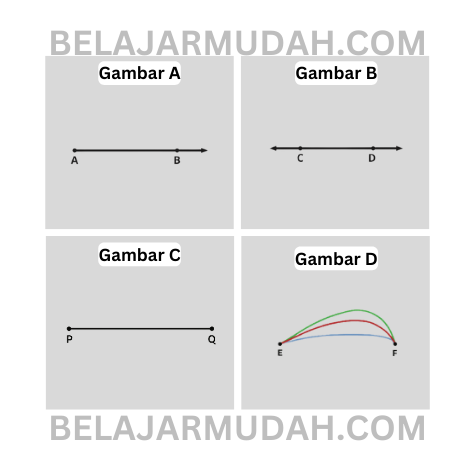 BELAJARMUDAH.COM
Gambar A
Gambar B
A B
C D
Gambar C
Gambar D
P Q
E F
BELAJARMUDAH.COM